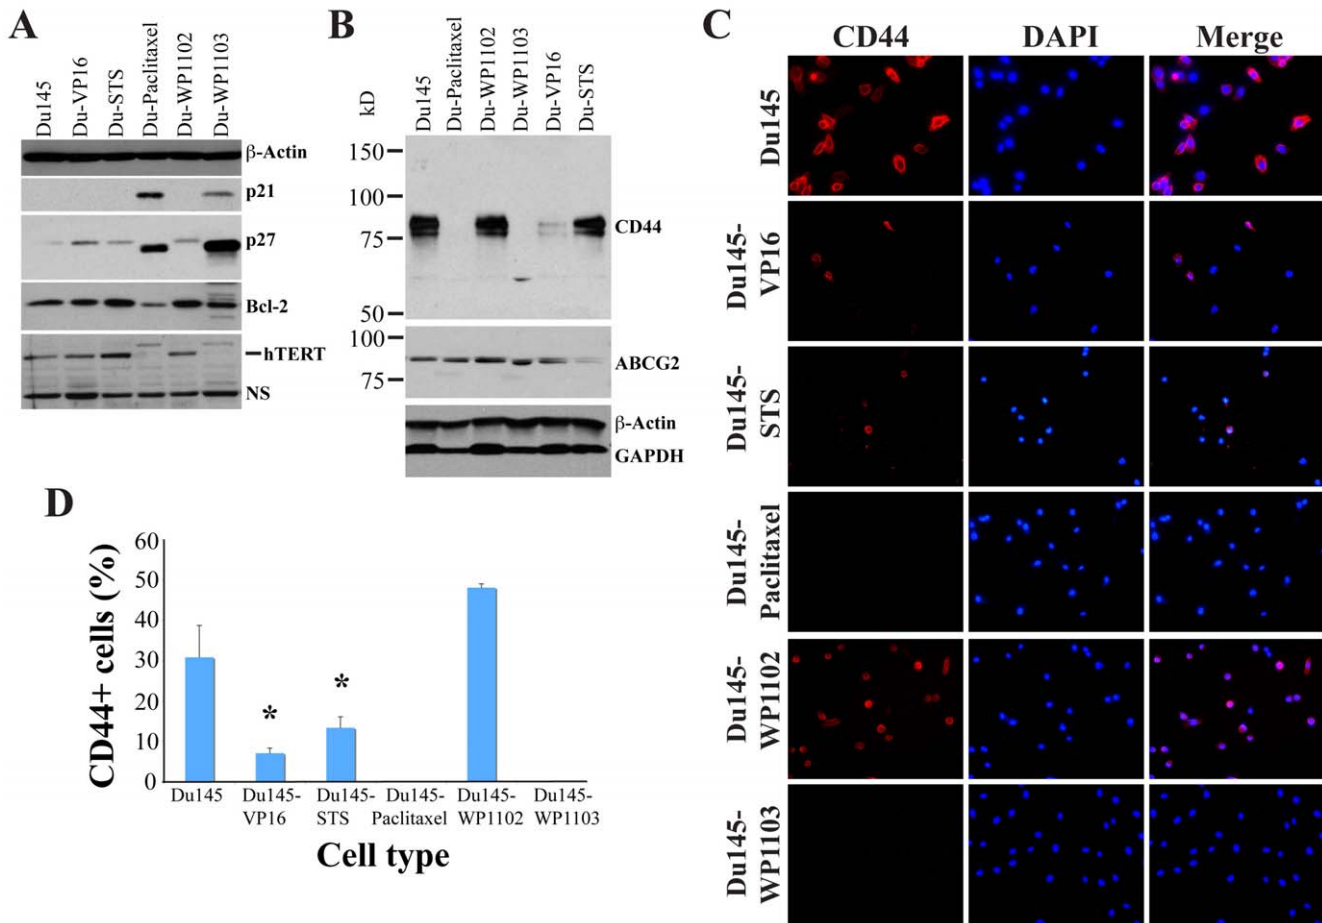 A
Du145
Du-VP16
Du-STS
Du-Paclitaxel
Du-WP1102
Du-WP1103
β-Actin
p21
p27
Bcl-2
hTERT
NS
B
kD
Du145
Du-Paclitaxel
Du-WP1102
Du-WP1103
Du-VP16
Du-STS
150
100
75
50
CD44
100
75
ABCG2
β-Actin
GAPDH
C
CD44
DAPI
Merge
Du145
Du145-
VP16
Du145-
STS
Du145-
Paclitaxel
Du145-
WP1102
Du145-
WP1103
D
CD44+ cells (%)
60
50
40
30
20
10
0
*
*
Du145
Du145-
VP16
Du145-
STS
Du145-
Paclitaxel
Du145-
WP1102
Du145-
WP1103
Cell type